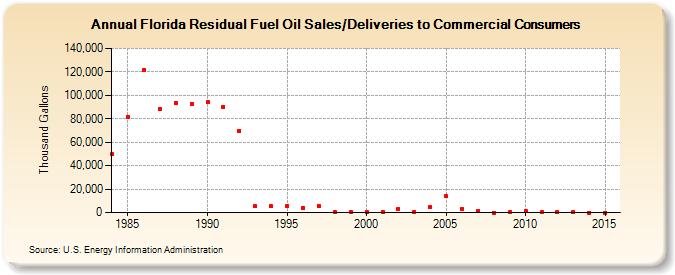 Annual Florida Residual Fuel Oil Sales/Deliveries to Commercial Consumers
Thousand Gallons
140,000
120,000
100,000
80,000
60,000
40,000
20,000
0
1985 1990 1995 2000 2005 2010 2015
Source: U.S. Energy Information Administration